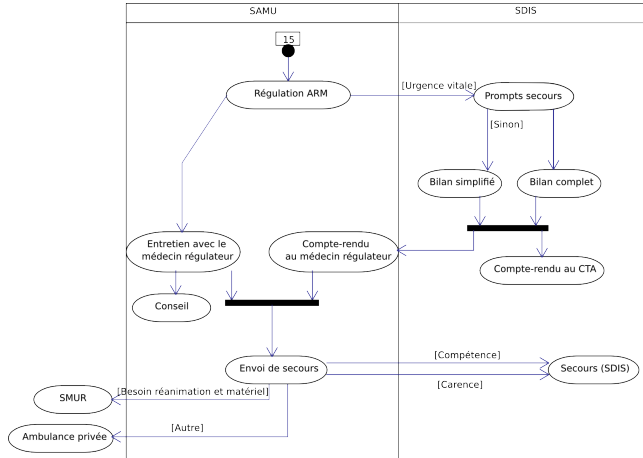 SAMU
SDIS
15
Régulation ARM
[Urgence vitale]
Prompts secours
[Sinon]
Bilan simplifié
Bilan complet
Entretien avec le
médecin régulateur
Compte-rendu
au médecin régulateur
Compte-rendu au CTA
Conseil
Envoi de secours
[Compétence]
Secours (SDIS)
[Carence]
SMUR
[Besoin réanimation et matériel]
Ambulance privée
[Autre]